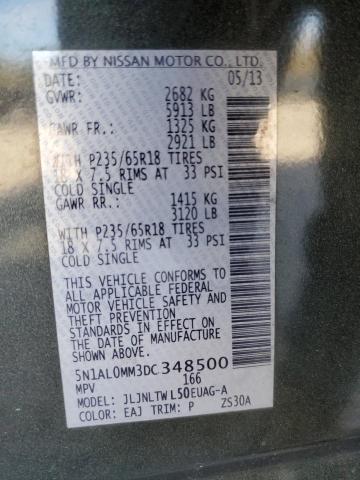 MFD BY NISSAN MOTOR CO., LTD.
DATE: 05/13
GVWR: 2682 KG
5913 LB
GAWR FR.: 1325 KG
2921 LB
WITH P235/65R18 TIRES
18 X 7.5 RIMS AT 33 PSI
COLD SINGLE
GAWR RR.: 1415 KG
3120 LB
WITH P235/65R18 TIRES
18 X 7.5 RIMS AT 33 PSI
COLD SINGLE
THIS VEHICLE CONFORMS TO
ALL APPLICABLE FEDERAL
MOTOR VEHICLE SAFETY AND
THEFT PREVENTION
STANDARDS IN EFFECT ON THE
DATE OF MANUFACTURE SHOWN
ABOVE.
5N1AL0MM3DC348500
MPV 166
MODEL: JLJNLTWL50EUAG-A
COLOR: EAJ TRIM: P ZS30A